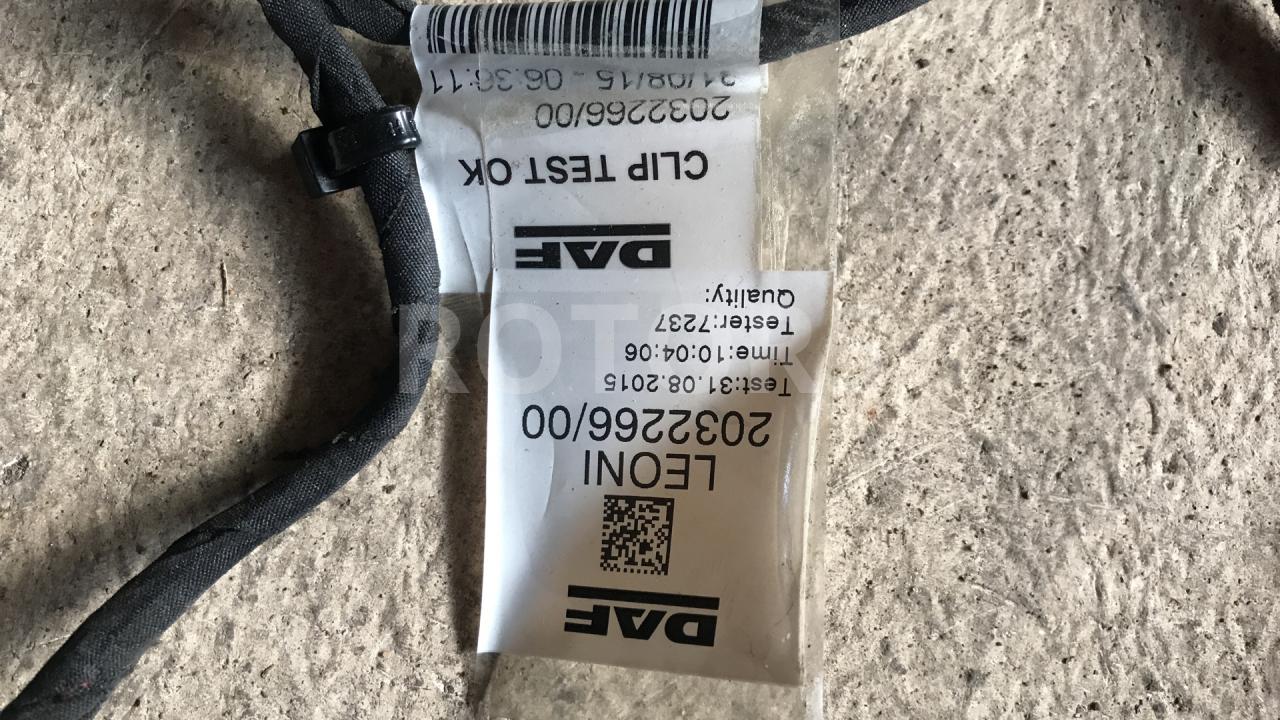 DAF
LEONI
2032266/00
Test:31.08.2015
Time:10:04:06
Tester:7237
Quality:
DAF
CLIP TEST OK
2032266/00
31/08/15 - 06:36:11